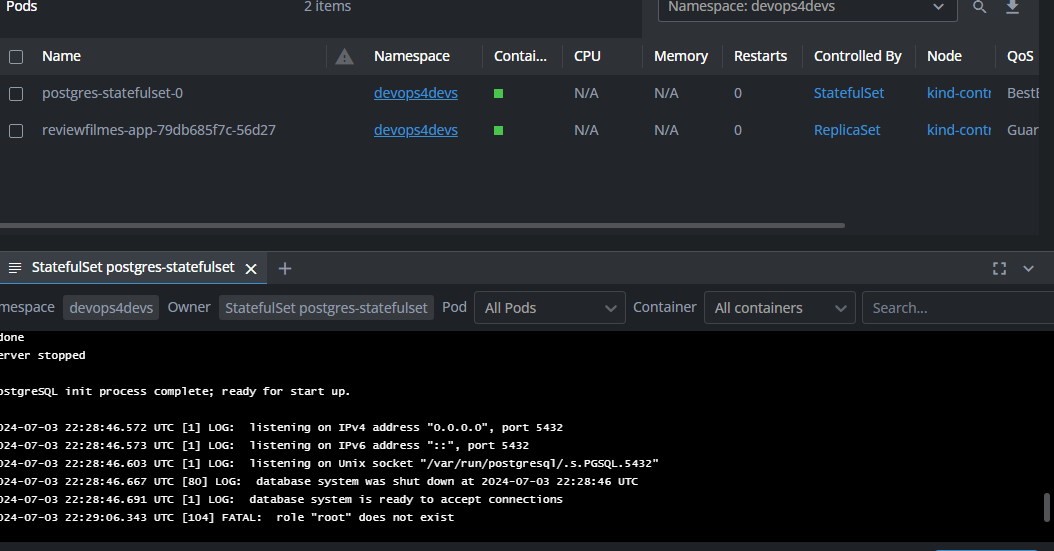 Pods 2 items Namespace: devops4devs
Name Namespace Contai... CPU Memory Restarts Controlled By Node QoS
postgres-statefulset-0 devops4devs N/A N/A 0 StatefulSet kind-contr BestE
reviewfilmes-app-79db685f7c-56d27 devops4devs N/A N/A 0 ReplicaSet kind-contr Guar
StatefulSet postgres-statefulset
mespace devops4devs Owner StatefulSet postgres-statefulset Pod All Pods Container All containers Search...
done
erver stopped
ostgreSQL init process complete; ready for start up.
024-07-03 22:28:46.572 UTC [1] LOG:  listening on IPv4 address "0.0.0.0", port 5432
024-07-03 22:28:46.573 UTC [1] LOG:  listening on IPv6 address "::", port 5432
024-07-03 22:28:46.603 UTC [1] LOG:  listening on Unix socket "/var/run/postgresql/.s.PGSQL.5432"
024-07-03 22:28:46.667 UTC [80] LOG:  database system was shut down at 2024-07-03 22:28:46 UTC
024-07-03 22:28:46.691 UTC [1] LOG:  database system is ready to accept connections
024-07-03 22:29:06.343 UTC [104] FATAL:  role "root" does not exist